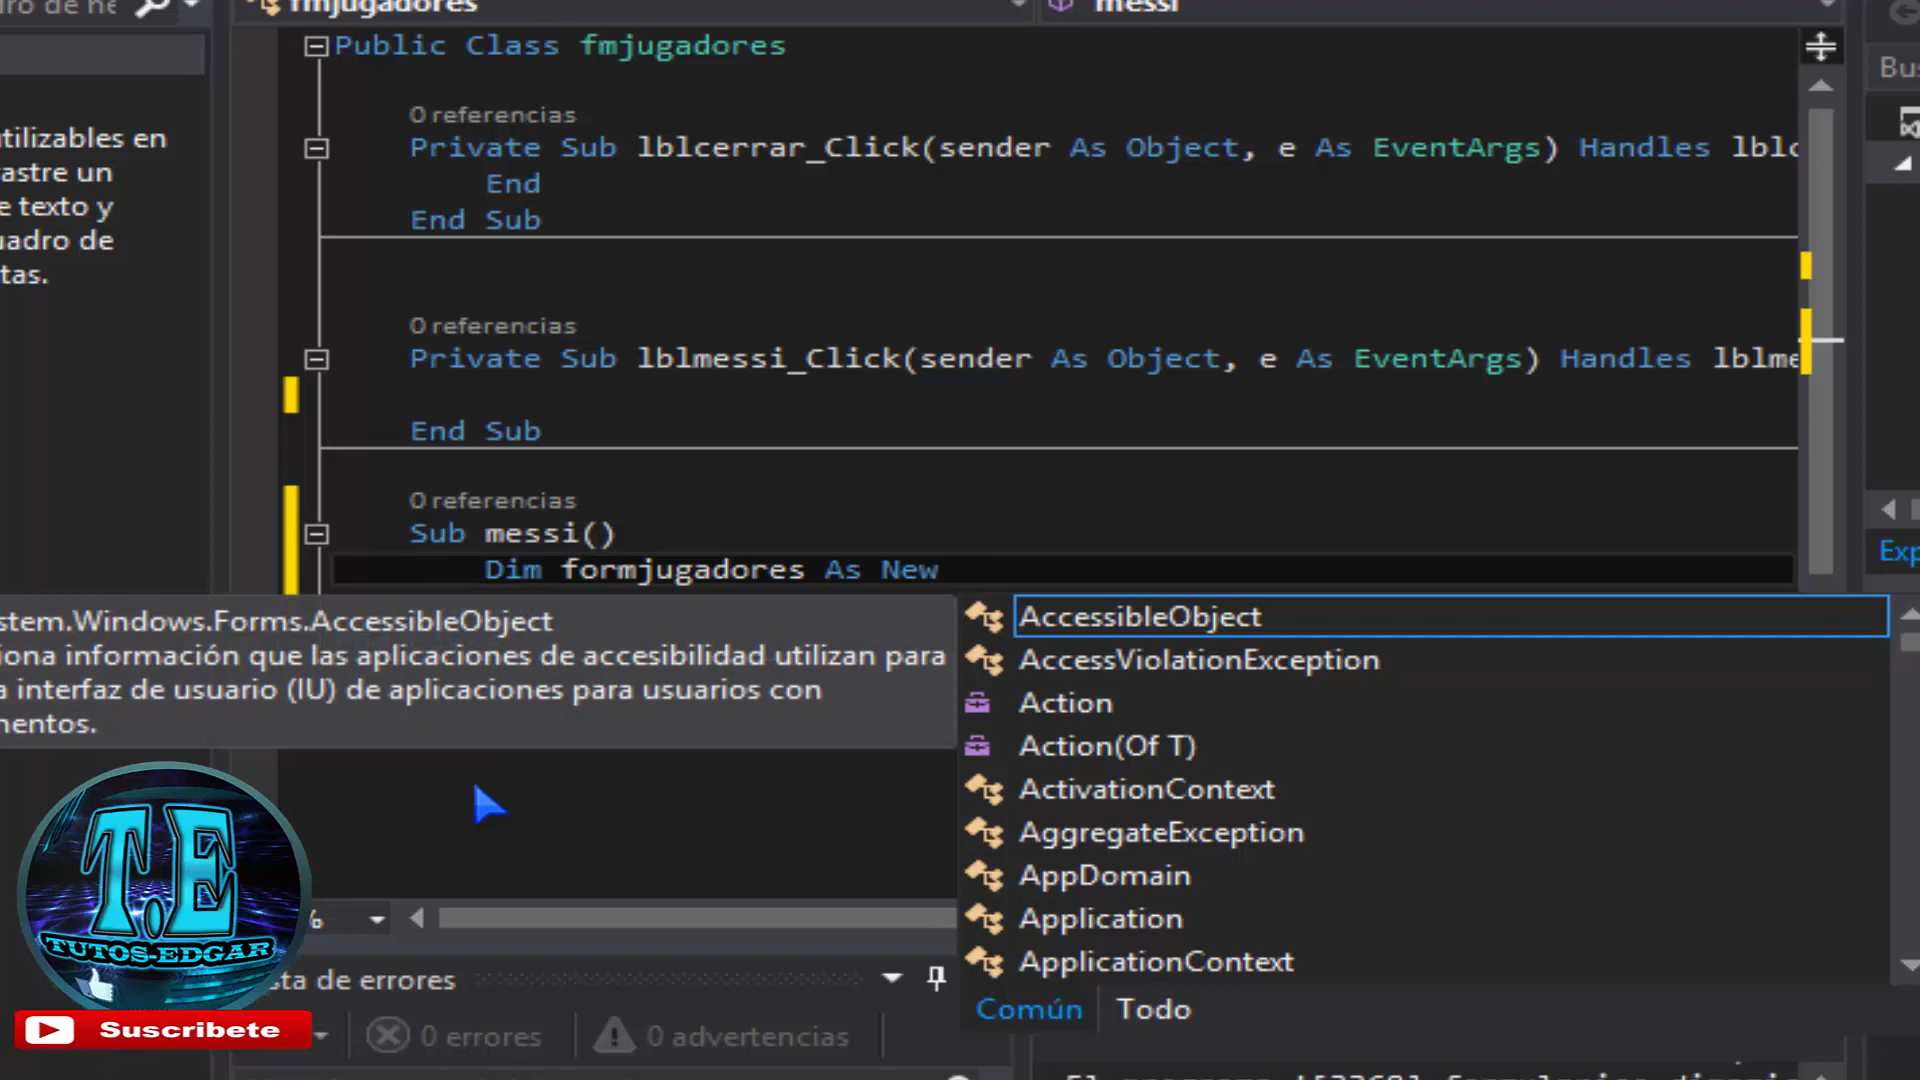 fmjugadores
messi
Public Class fmjugadores
0 referencias
Private Sub lblcerrar_Click(sender As Object, e As EventArgs) Handles lblc
End
End Sub
0 referencias
Private Sub lblmessi_Click(sender As Object, e As EventArgs) Handles lblme
End Sub
0 referencias
Sub messi()
Dim formjugadores As New
utilizables en
astre un
e texto y
uadro de
tas.
stem.Windows.Forms.AccessibleObject
iona información que las aplicaciones de accesibilidad utilizan para
a interfaz de usuario (IU) de aplicaciones para usuarios con
mentos.
AccessibleObject
AccessViolationException
Action
Action(Of T)
ActivationContext
AggregateException
AppDomain
Application
ApplicationContext
Común Todo
Bus
Exp
T.E
TUTOS-EDGAR
Suscribete
%
sta de errores
0 errores
0 advertencias